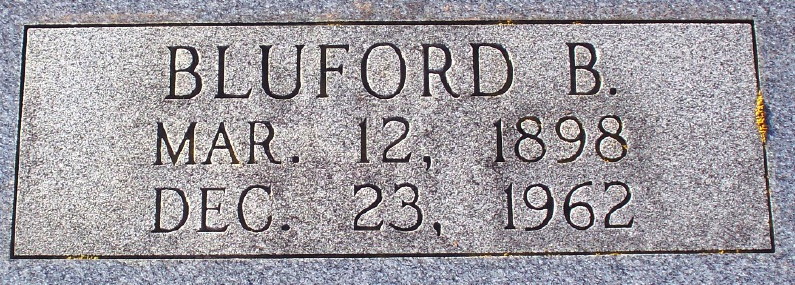 BLUFORD B.
MAR. 12, 1898
DEC. 23, 1962